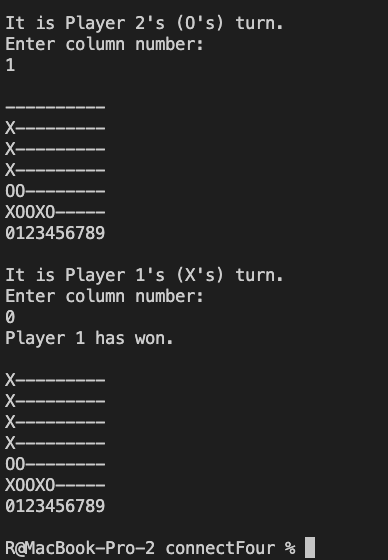 It is Player 2's (O's) turn.
Enter column number:
1
----------
X---------
X---------
X---------
OO--------
XOOXO-----
0123456789
It is Player 1's (X's) turn.
Enter column number:
0
Player 1 has won.
X---------
X---------
X---------
X---------
OO--------
XOOXO-----
0123456789
R@MacBook-Pro-2 connectFour %